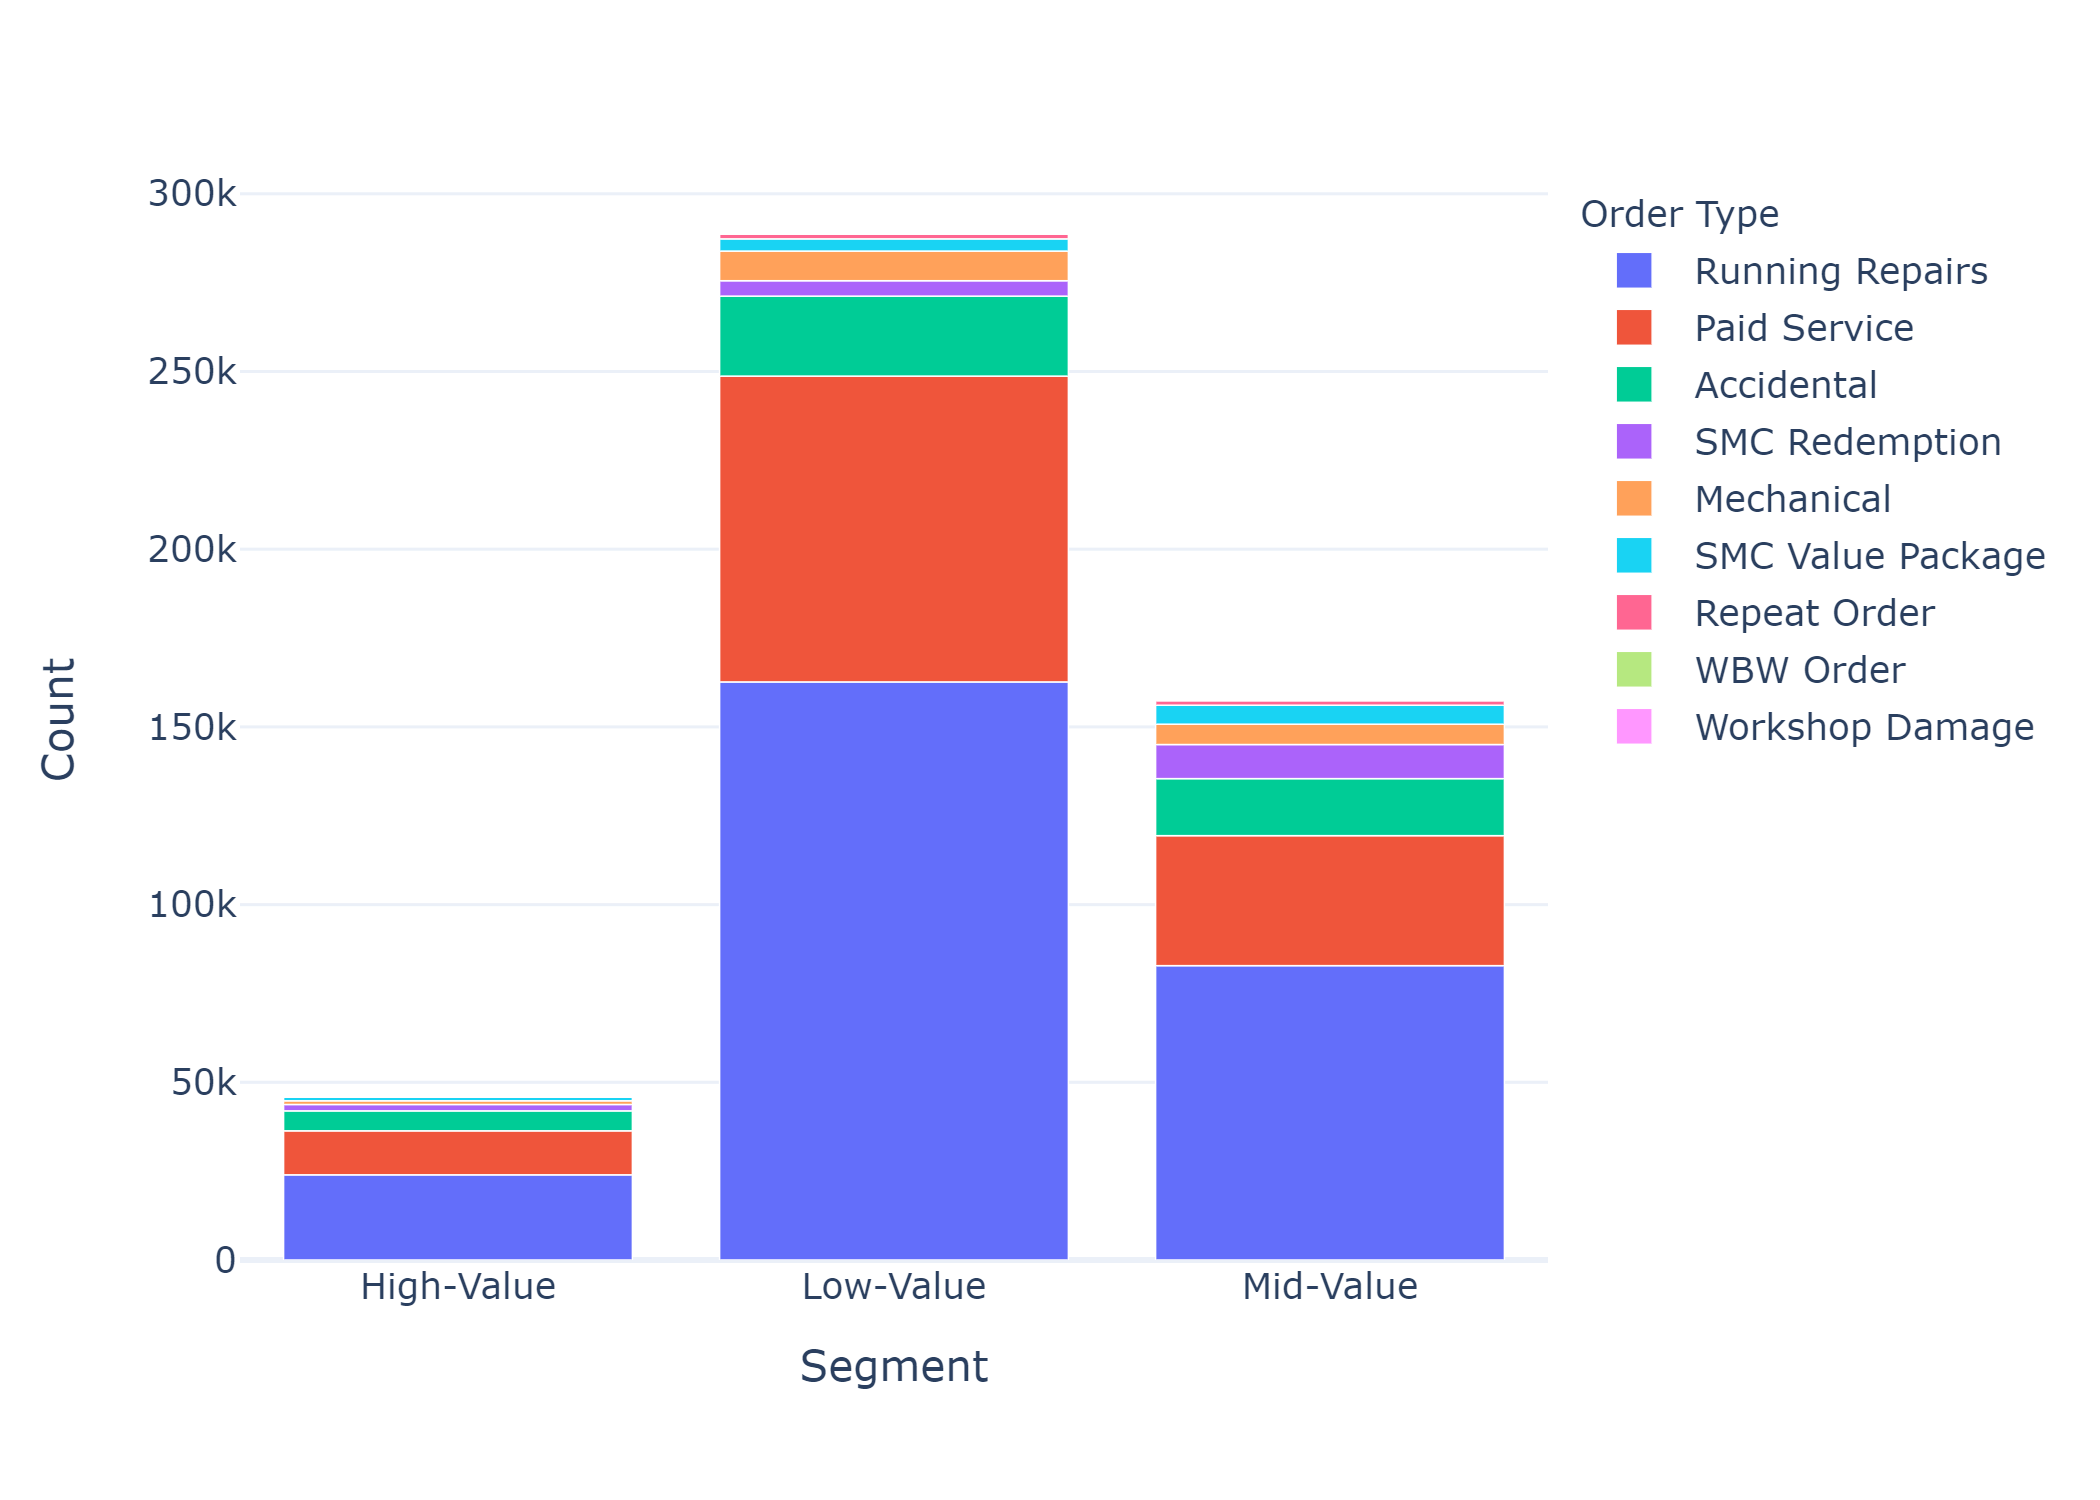 300k
250k
200k
150k
100k
50k
0
Count
High-Value
Low-Value
Mid-Value
Segment
Order Type
Running Repairs
Paid Service
Accidental
SMC Redemption
Mechanical
SMC Value Package
Repeat Order
WBW Order
Workshop Damage